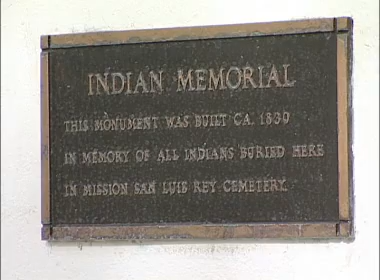 INDIAN MEMORIAL
THIS MONUMENT WAS BUILT CA. 1830
IN MEMORY OF ALL INDIANS BURIED HERE
IN MISSION SAN LUIS REY CEMETERY.